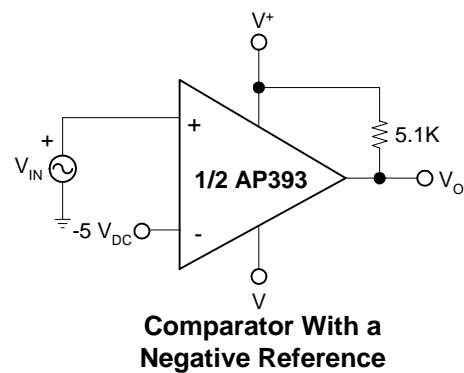 V+
+
5.1K
+
VIN
1/2 AP393
VO
-5 VDC
-
V
Comparator With a
Negative Reference